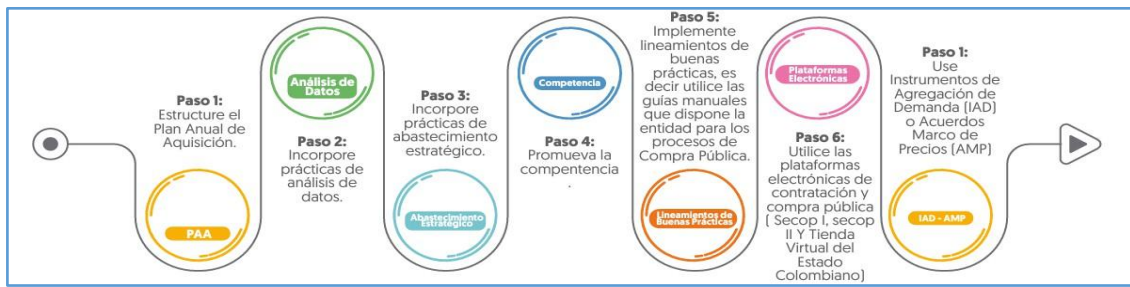 Paso 1:
Estructure el
Plan Anual de
Aquisición.
PAA
Análisis de
Datos
Paso 2:
Incorpore
prácticas de
análisis de
datos.
Paso 3:
Incorpore
prácticas de
abastecimiento
estratégico.
Abastecimiento
Estratégico
Competencia
Paso 4:
Promueva la
compentencia
.
Paso 5:
Implemente
lineamientos de
buenas
prácticas, es
decir utilice las
guías manuales
que dispone la
entidad para los
procesos de
Compra Pública.
Lineamientos de
Buenas Prácticas
Plataformas
Electrónicas
Paso 6:
Utilice las
plataformas
electrónicas de
contratación y
compra pública
( Secop I, secop
II Y Tienda
Virtual del
Estado
Colombiano)
Paso 1:
Use
Instrumentos de
Agregación de
Demanda (IAD)
o Acuerdos
Marco de
Precios (AMP)
IAD - AMP